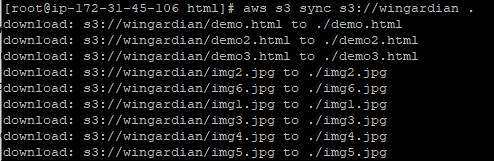 [root@ip-172-31-45-106 html]# aws s3 sync s3://wingardian .
download: s3://wingardian/demo.html to ./demo.html
download: s3://wingardian/demo2.html to ./demo2.html
download: s3://wingardian/demo3.html to ./demo3.html
download: s3://wingardian/img2.jpg to ./img2.jpg
download: s3://wingardian/img6.jpg to ./img6.jpg
download: s3://wingardian/img1.jpg to ./img1.jpg
download: s3://wingardian/img3.jpg to ./img3.jpg
download: s3://wingardian/img4.jpg to ./img4.jpg
download: s3://wingardian/img5.jpg to ./img5.jpg